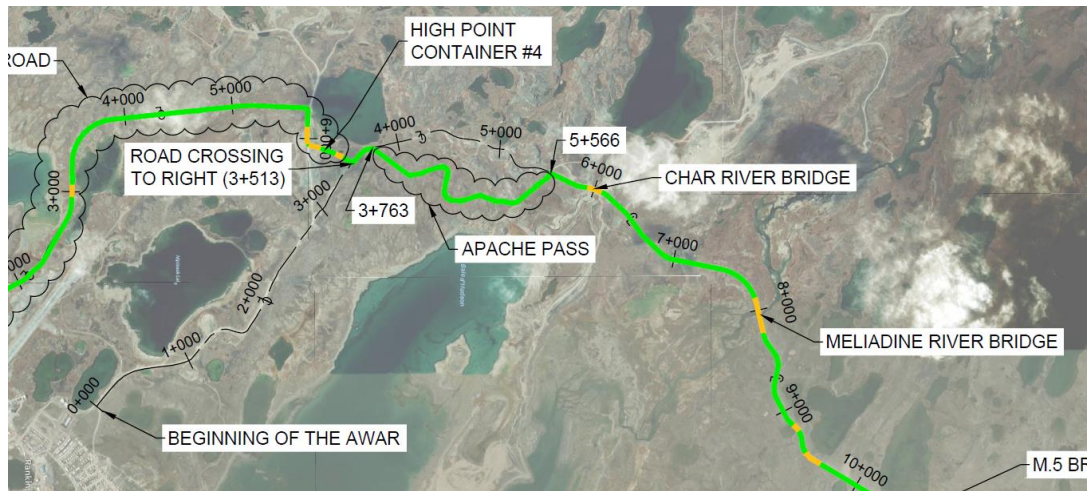 HIGH POINT
CONTAINER #4
ROAD
4+000
5+000
6+000
4+000
5+000
5+566
6+000
ROAD CROSSING
TO RIGHT (3+513)
CHAR RIVER BRIDGE
3+000
3+000
3+763
APACHE PASS
7+000
2+000
8+000
MELIADINE RIVER BRIDGE
1+000
0+000
9+000
BEGINNING OF THE AWAR
10+000
M.5 BR